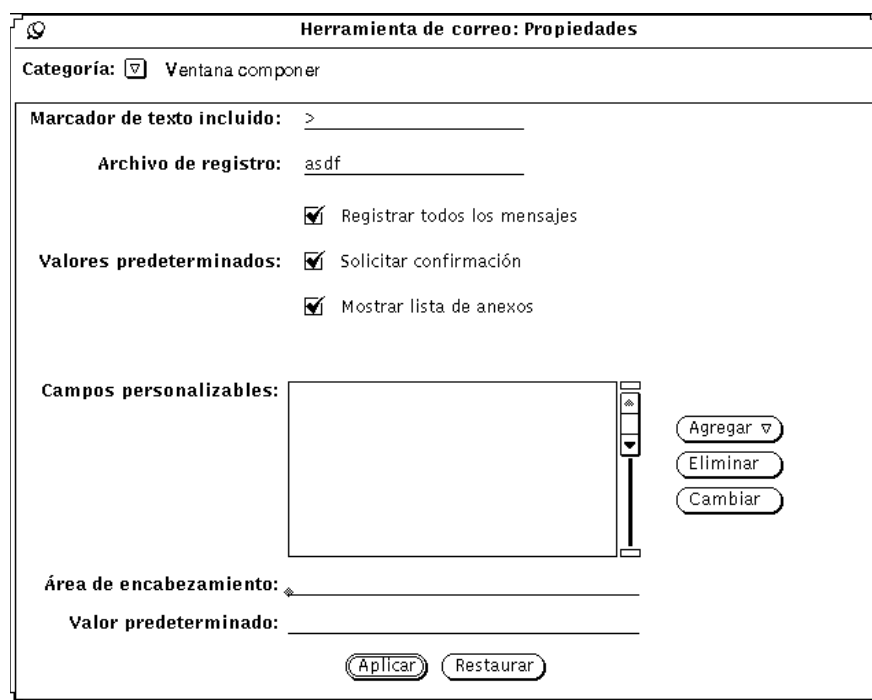 Herramienta de correo: Propiedades
Categoría: Ventana componer
Marcador de texto incluido: >
Archivo de registro: asdf
Registrar todos los mensajes
Valores predeterminados: Solicitar confirmación
Mostrar lista de anexos
Campos personalizables:
Agregar
Eliminar
Cambiar
Área de encabezamiento:
Valor predeterminado:
Aplicar Restaurar